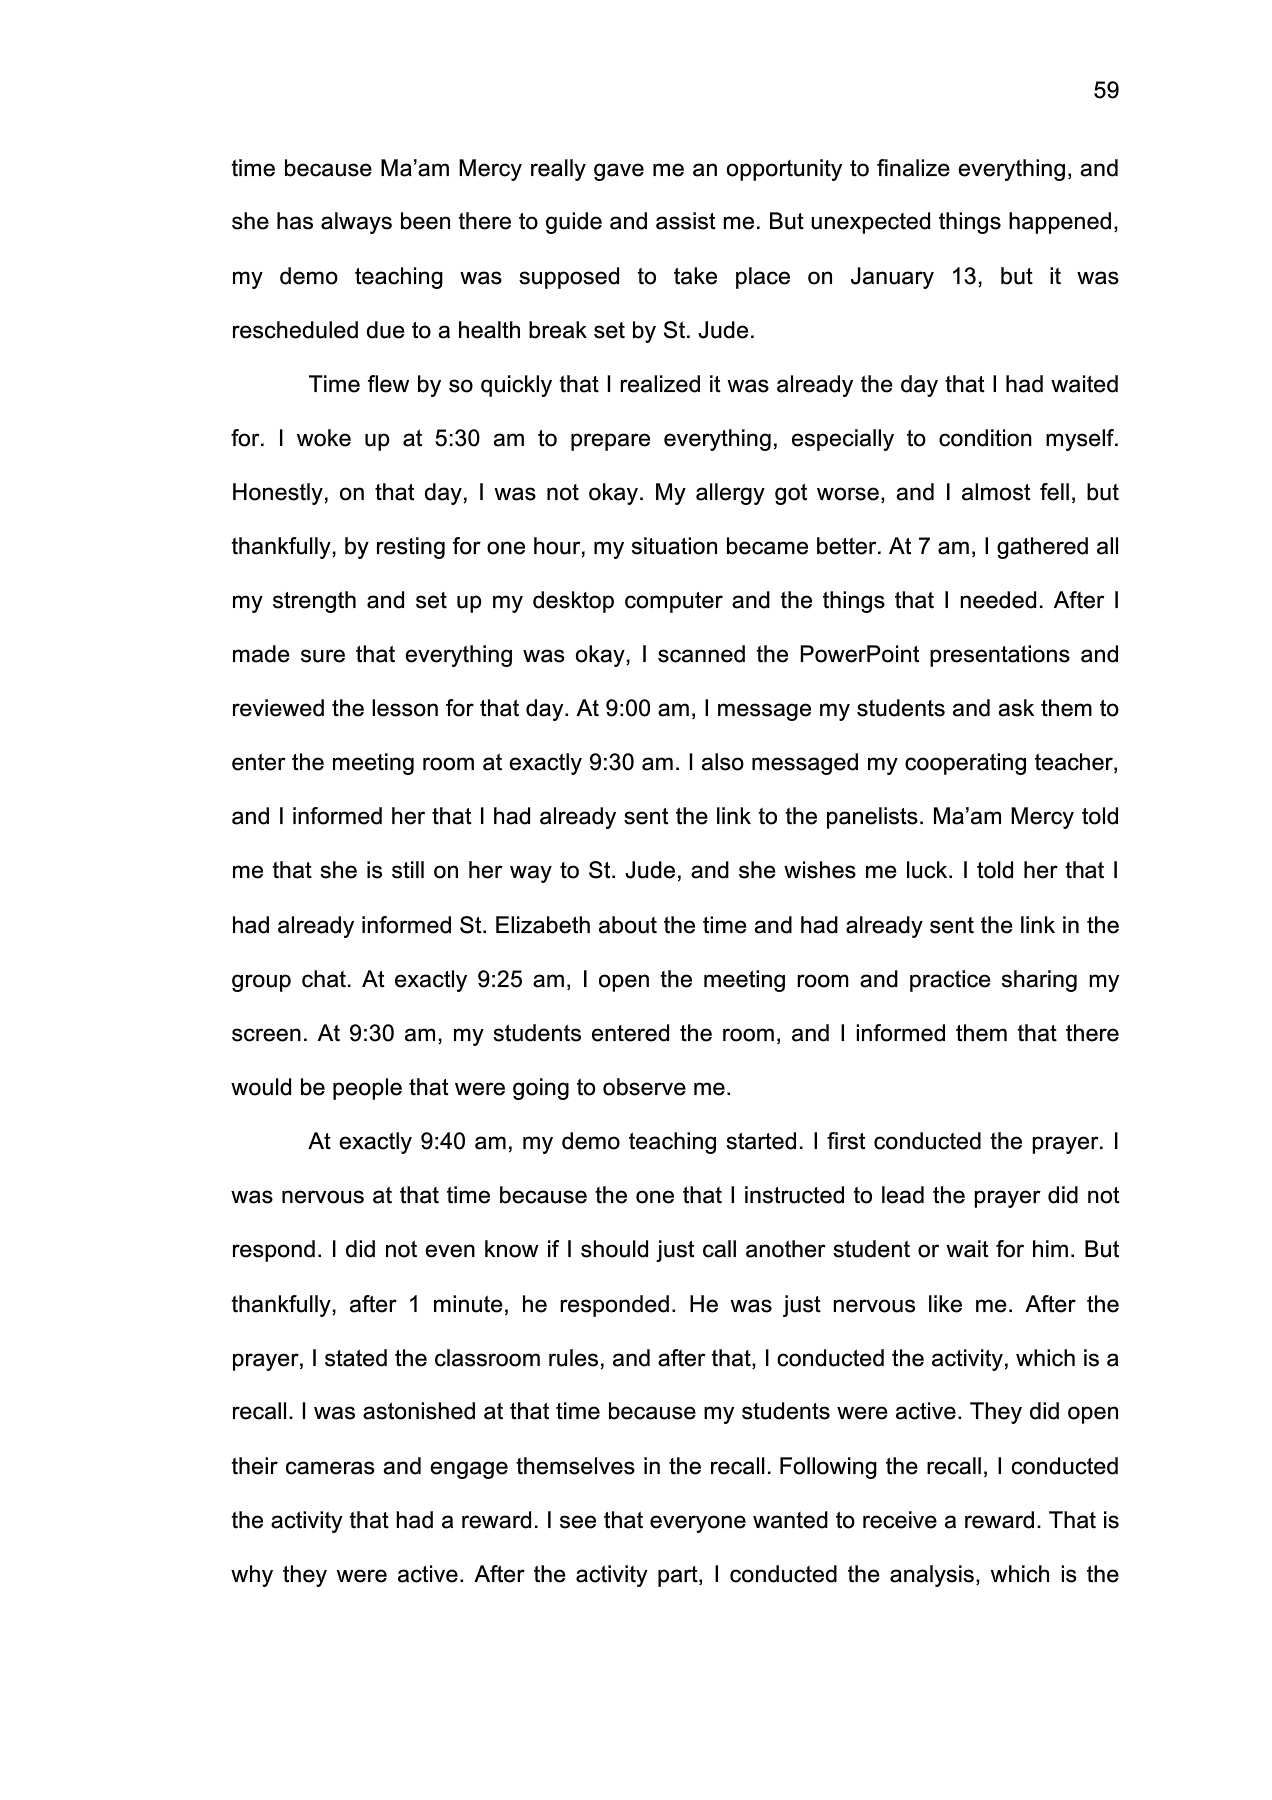 59
time because Ma’am Mercy really gave me an opportunity to finalize everything, and
she has always been there to guide and assist me. But unexpected things happened,
my demo teaching was supposed to take place on January 13, but it was
rescheduled due to a health break set by St. Jude.
Time flew by so quickly that I realized it was already the day that I had waited
for. I woke up at 5:30 am to prepare everything, especially to condition myself.
Honestly, on that day, I was not okay. My allergy got worse, and I almost fell, but
thankfully, by resting for one hour, my situation became better. At 7 am, I gathered all
my strength and set up my desktop computer and the things that I needed. After I
made sure that everything was okay, I scanned the PowerPoint presentations and
reviewed the lesson for that day. At 9:00 am, I message my students and ask them to
enter the meeting room at exactly 9:30 am. I also messaged my cooperating teacher,
and I informed her that I had already sent the link to the panelists. Ma’am Mercy told
me that she is still on her way to St. Jude, and she wishes me luck. I told her that I
had already informed St. Elizabeth about the time and had already sent the link in the
group chat. At exactly 9:25 am, I open the meeting room and practice sharing my
screen. At 9:30 am, my students entered the room, and I informed them that there
would be people that were going to observe me.
At exactly 9:40 am, my demo teaching started. I first conducted the prayer. I
was nervous at that time because the one that I instructed to lead the prayer did not
respond. I did not even know if I should just call another student or wait for him. But
thankfully, after 1 minute, he responded. He was just nervous like me. After the
prayer, I stated the classroom rules, and after that, I conducted the activity, which is a
recall. I was astonished at that time because my students were active. They did open
their cameras and engage themselves in the recall. Following the recall, I conducted
the activity that had a reward. I see that everyone wanted to receive a reward. That is
why they were active. After the activity part, I conducted the analysis, which is the